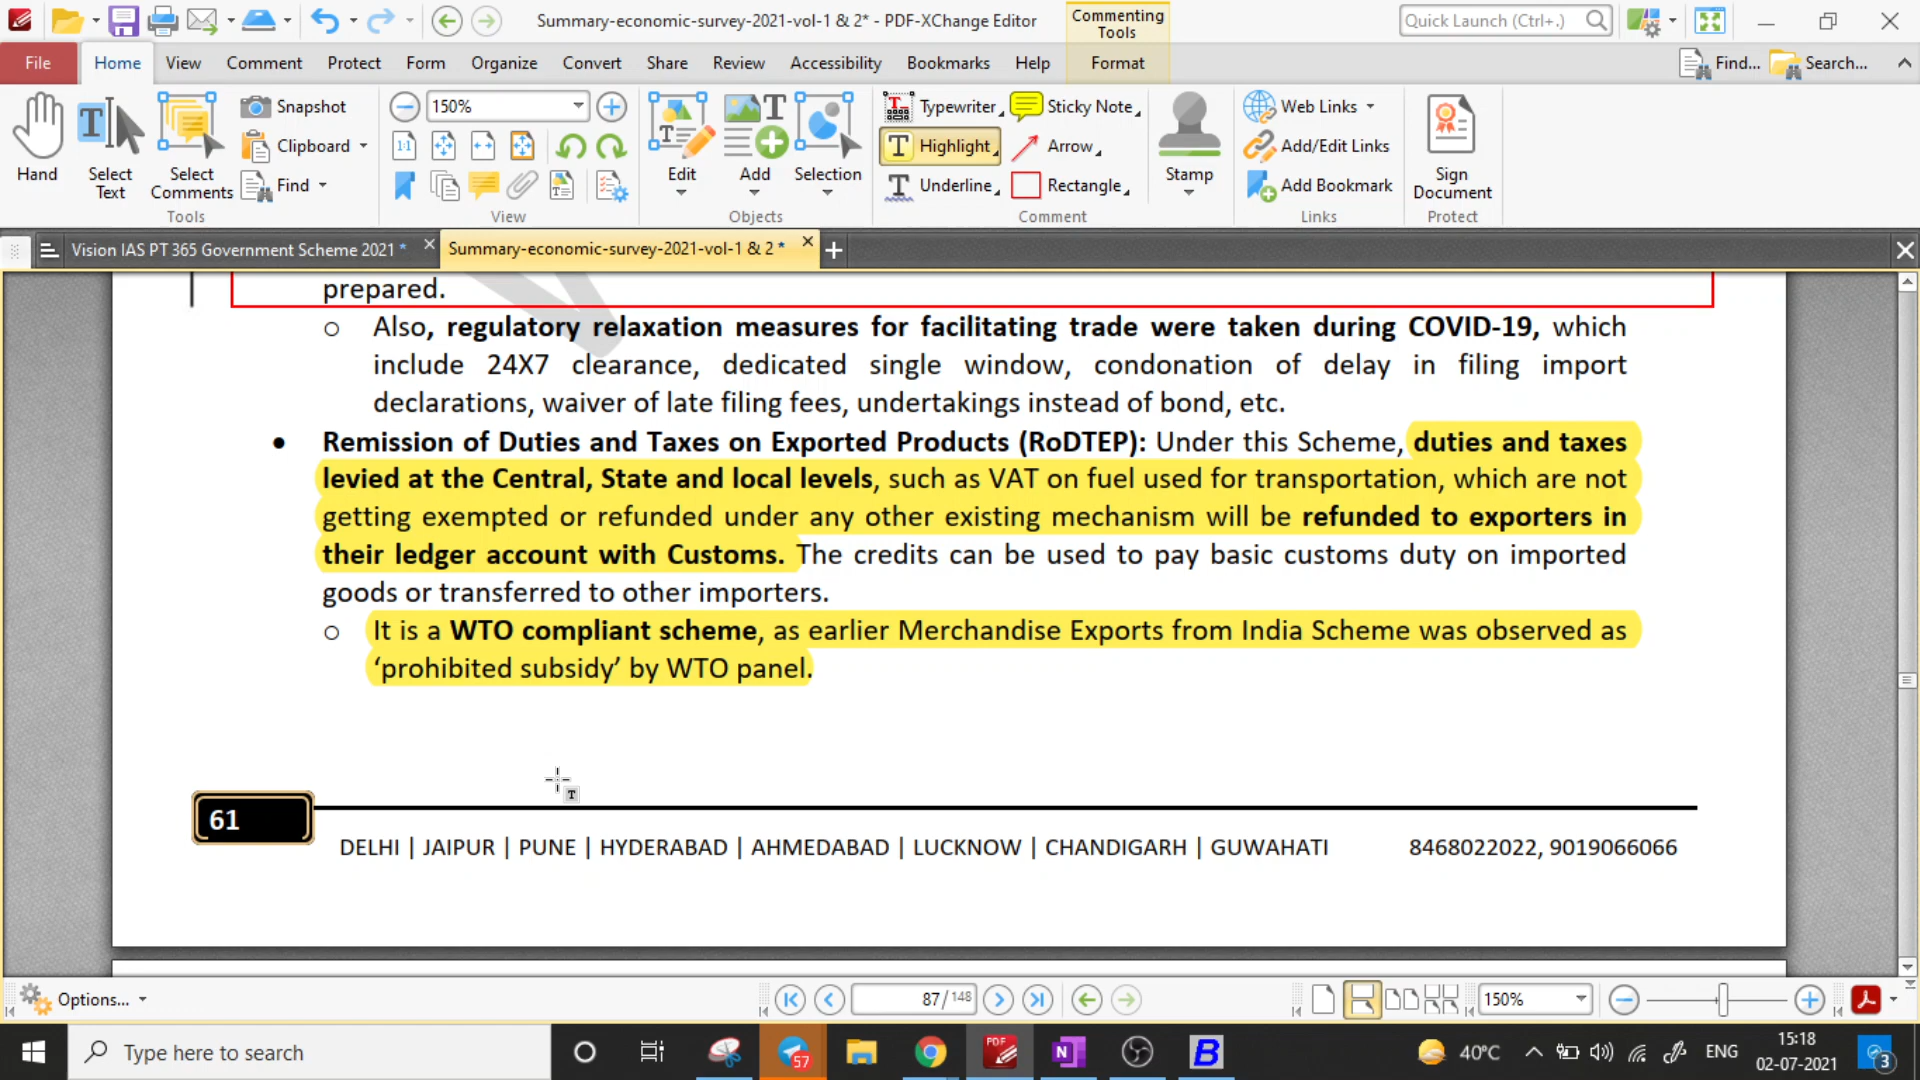 Summary-economic-survey-2021-vol-1 & 2* - PDF-XChange Editor
Commenting
Tools
Quick Launch (Ctrl+.)
File
Home
View
Comment
Protect
Form
Organize
Convert
Share
Review
Accessibility
Bookmarks
Help
Format
Find...
Search...
Hand
Select
Text
Select
Comments
Snapshot
Clipboard
Find
Tools
150%
View
Edit
Add
Selection
Objects
Typewriter
Highlight
Underline
Sticky Note
Arrow
Rectangle
Stamp
Comment
Web Links
Add/Edit Links
Add Bookmark
Links
Sign
Document
Protect
Vision IAS PT 365 Government Scheme 2021 *
Summary-economic-survey-2021-vol-1 & 2 *
prepared.
o Also, regulatory relaxation measures for facilitating trade were taken during COVID-19, which
include 24X7 clearance, dedicated single window, condonation of delay in filing import
declarations, waiver of late filing fees, undertakings instead of bond, etc.
• Remission of Duties and Taxes on Exported Products (RoDTEP): Under this Scheme, duties and taxes
levied at the Central, State and local levels, such as VAT on fuel used for transportation, which are not
getting exempted or refunded under any other existing mechanism will be refunded to exporters in
their ledger account with Customs. The credits can be used to pay basic customs duty on imported
goods or transferred to other importers.
o It is a WTO compliant scheme, as earlier Merchandise Exports from India Scheme was observed as
‘prohibited subsidy’ by WTO panel.
61
DELHI | JAIPUR | PUNE | HYDERABAD | AHMEDABAD | LUCKNOW | CHANDIGARH | GUWAHATI 8468022022, 9019066066
Options...
87 / 148
150%
Type here to search
57
PDF
N
B
40°C
ENG
15:18
02-07-2021
3